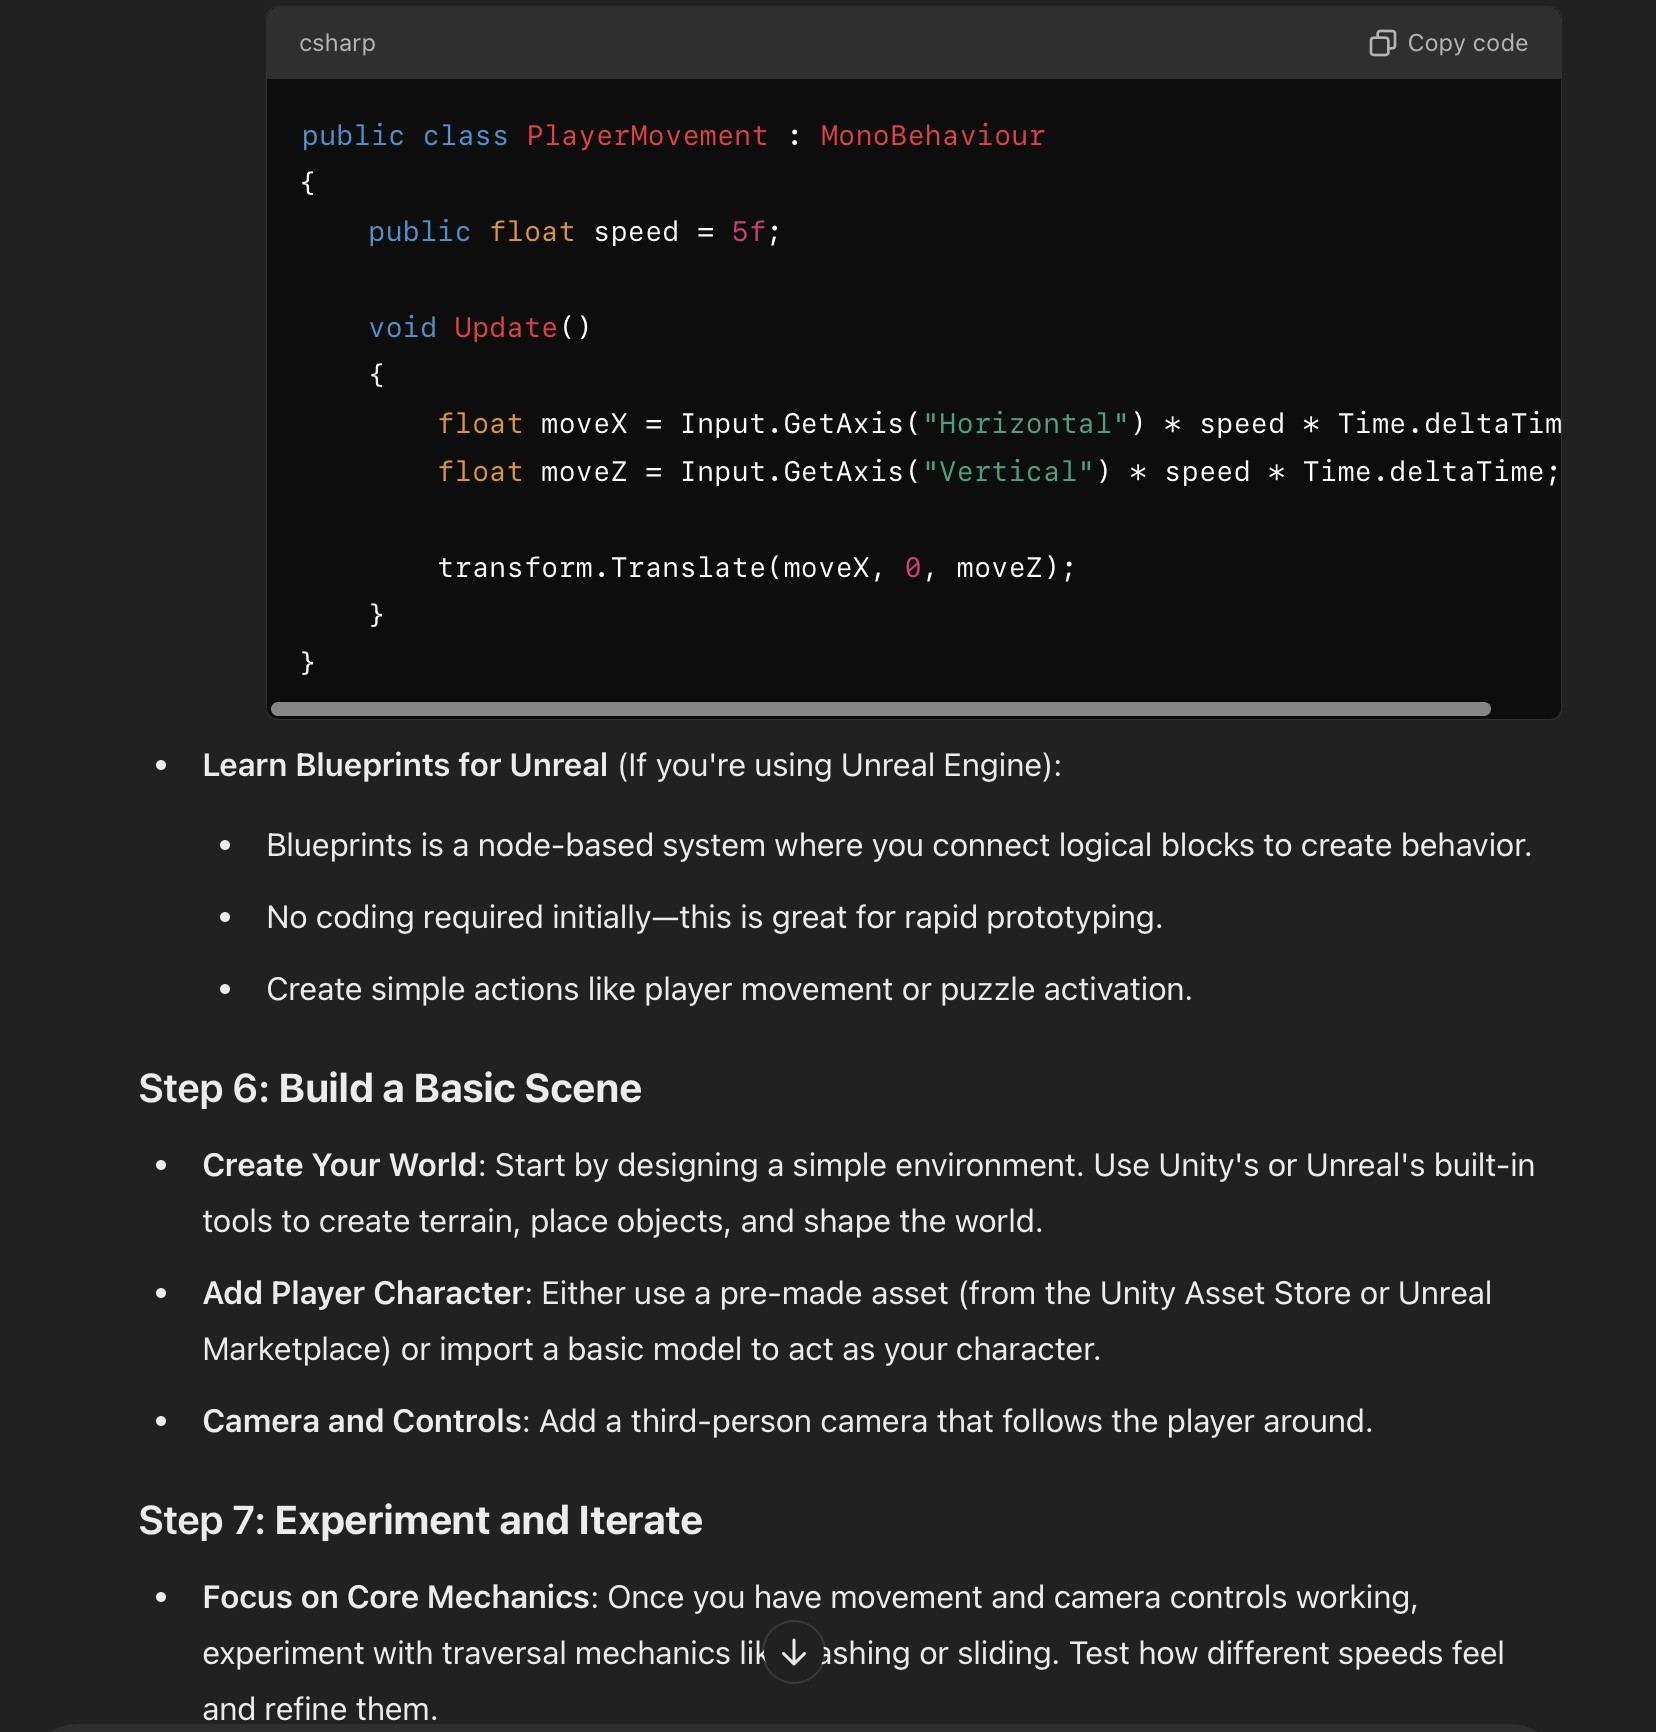 csharp
Copy code
public class PlayerMovement : MonoBehaviour
{
    public float speed = 5f;
    void Update()
    {
        float moveX = Input.GetAxis("Horizontal") * speed * Time.deltaTim
        float moveZ = Input.GetAxis("Vertical") * speed * Time.deltaTime;
        transform.Translate(moveX, 0, moveZ);
    }
}
• Learn Blueprints for Unreal (If you're using Unreal Engine):
• Blueprints is a node-based system where you connect logical blocks to create behavior.
• No coding required initially—this is great for rapid prototyping.
• Create simple actions like player movement or puzzle activation.
Step 6: Build a Basic Scene
• Create Your World: Start by designing a simple environment. Use Unity's or Unreal's built-in
tools to create terrain, place objects, and shape the world.
• Add Player Character: Either use a pre-made asset (from the Unity Asset Store or Unreal
Marketplace) or import a basic model to act as your character.
• Camera and Controls: Add a third-person camera that follows the player around.
Step 7: Experiment and Iterate
• Focus on Core Mechanics: Once you have movement and camera controls working,
experiment with traversal mechanics or sliding. Test how different speeds feel
and refine them.